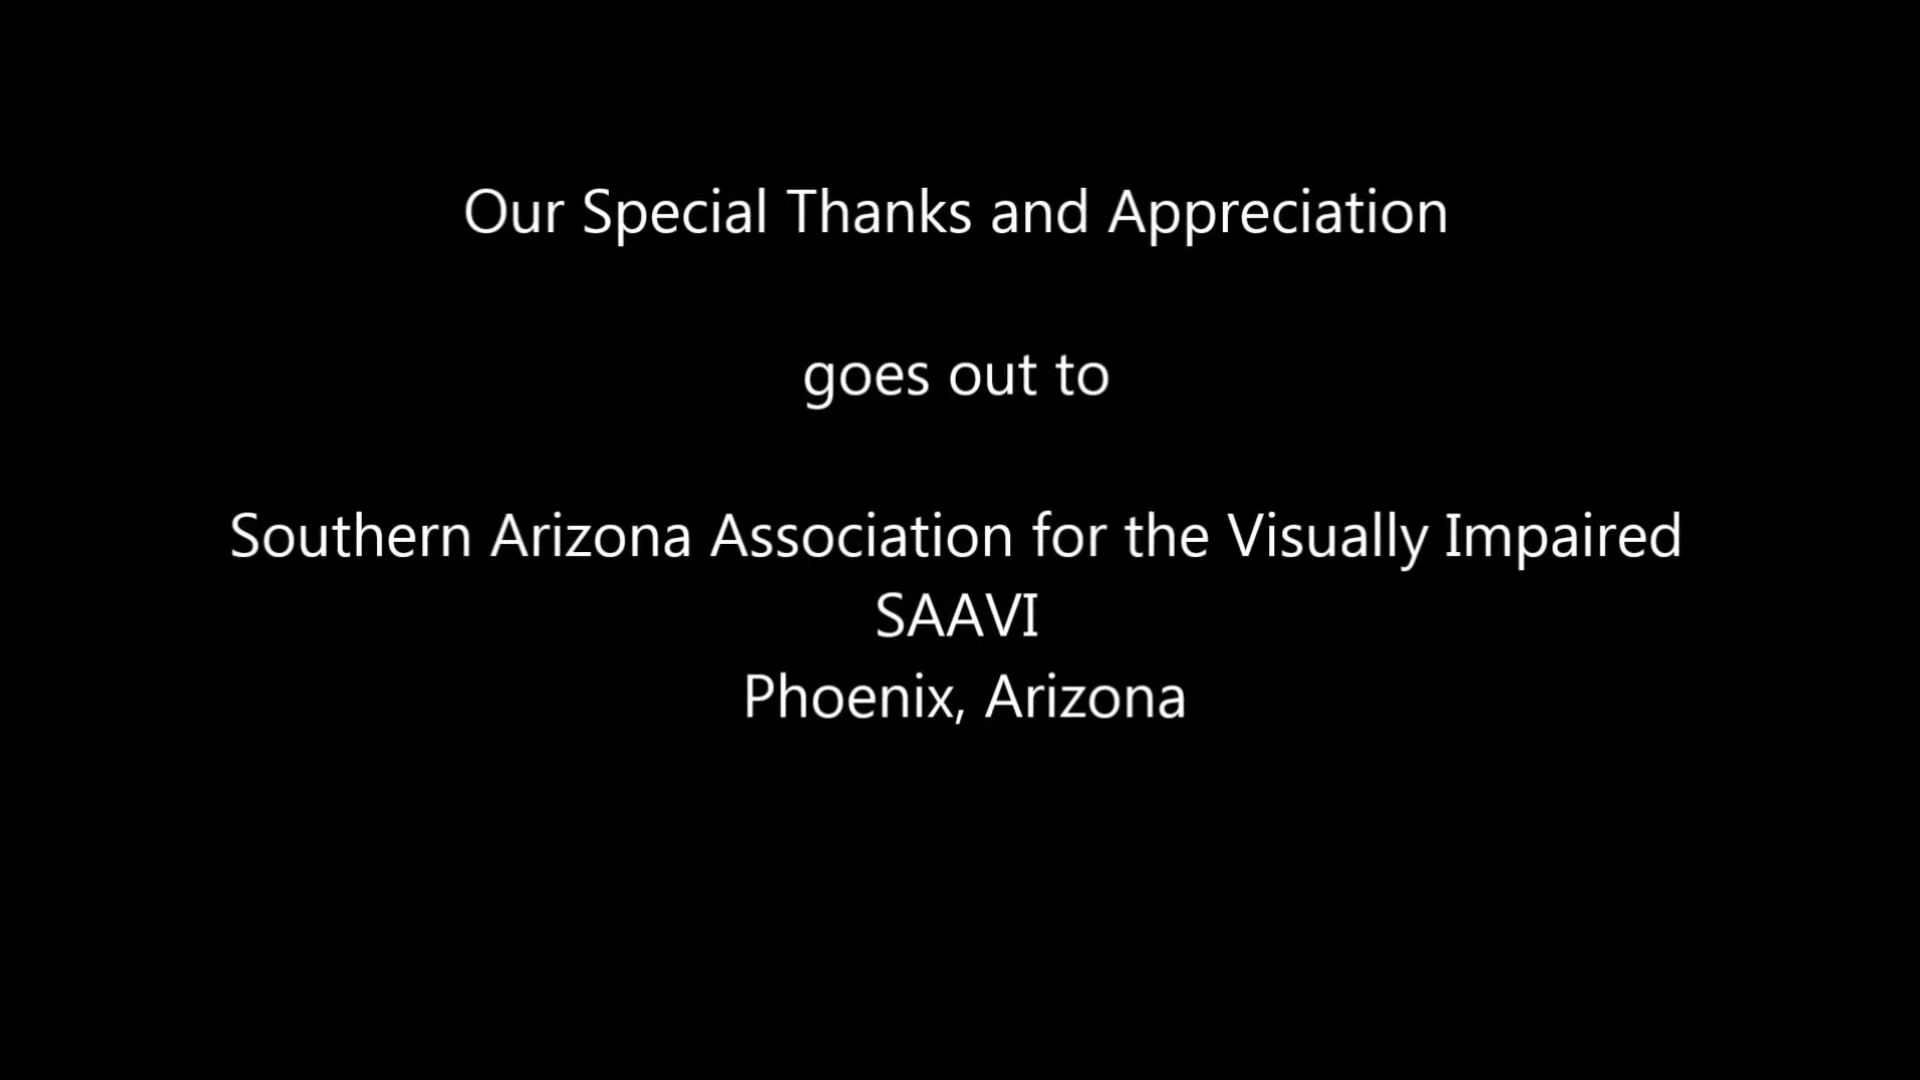 Our Special Thanks and Appreciation
goes out to
Southern Arizona Association for the Visually Impaired
SAAVI
Phoenix, Arizona